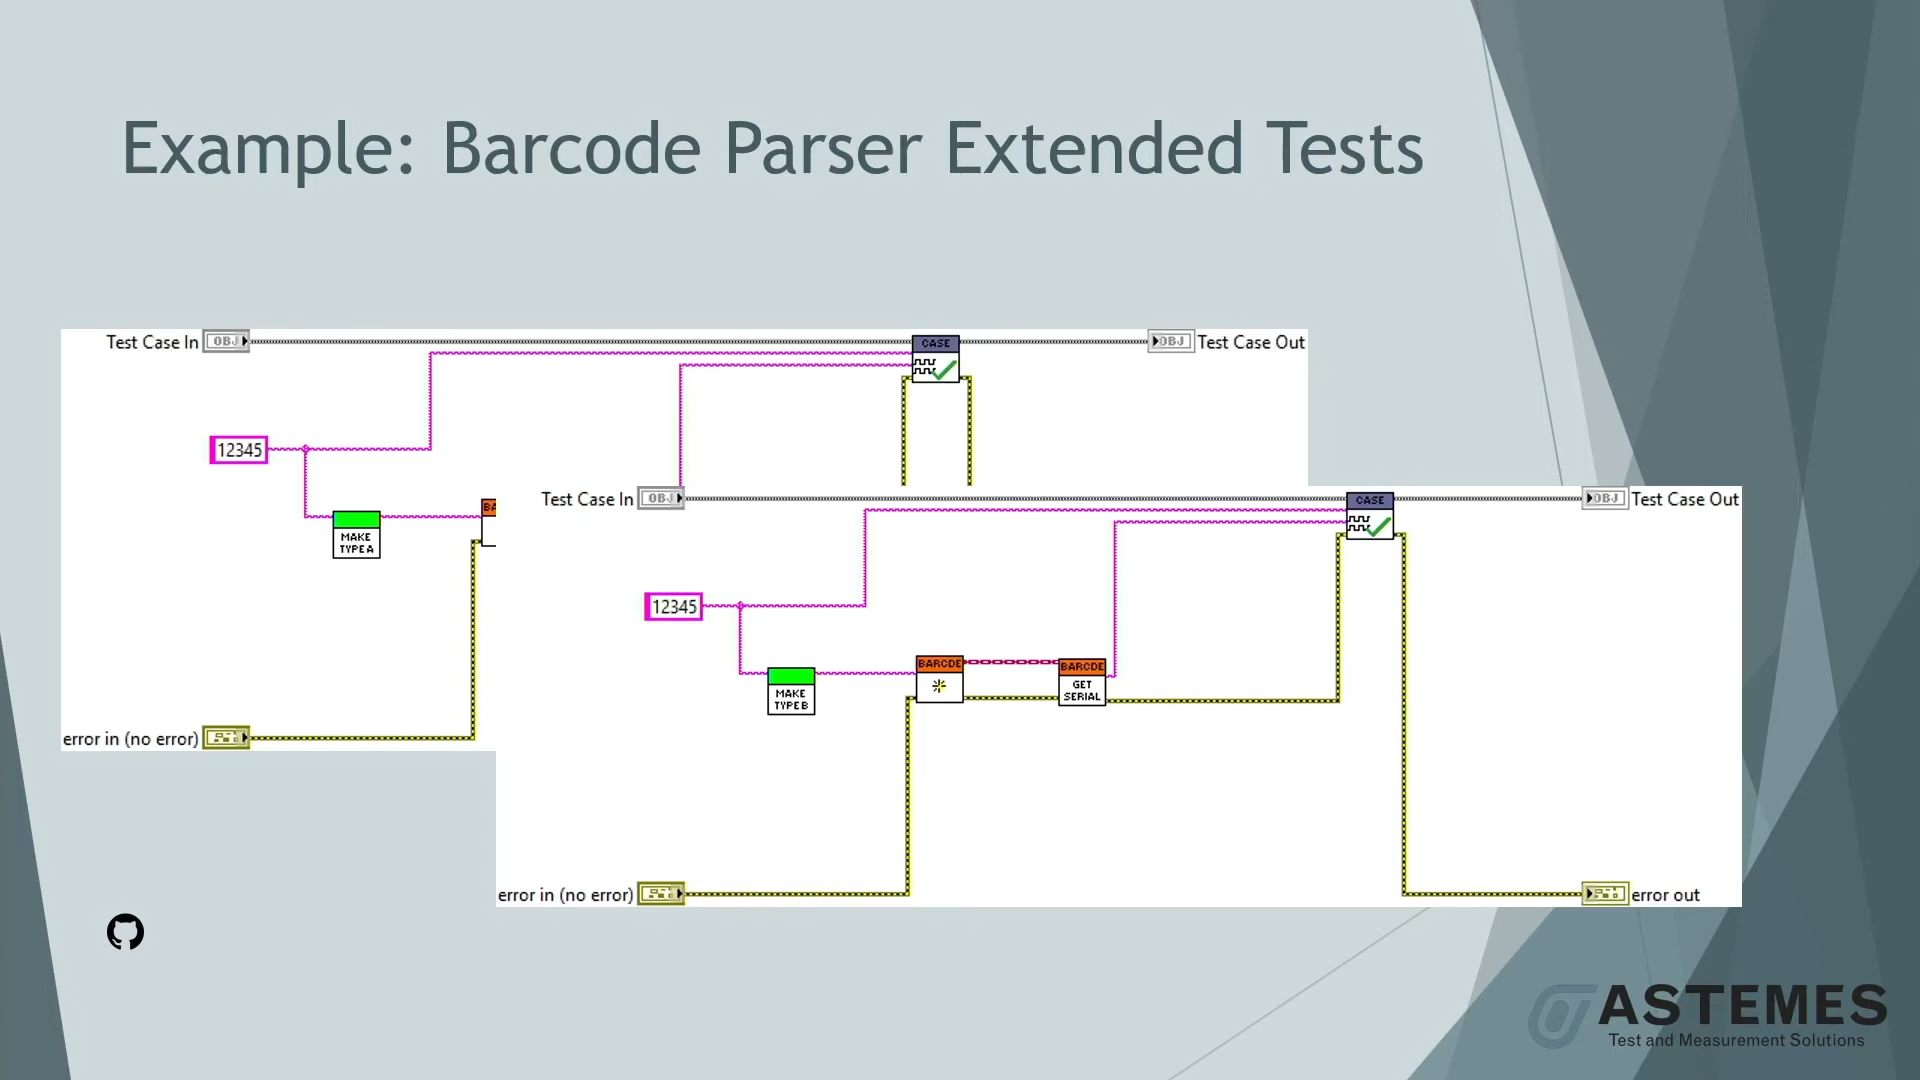 Example: Barcode Parser Extended Tests
Test Case In
OBJ
CASE
OBJ
Test Case Out
12345
MAKE
TYPEA
error in (no error)
Test Case In
OBJ
CASE
OBJ
Test Case Out
12345
MAKE
TYPEB
BARCDE
BARCDE
GET
SERIAL
error in (no error)
error out
ASTEMES
Test and Measurement Solutions